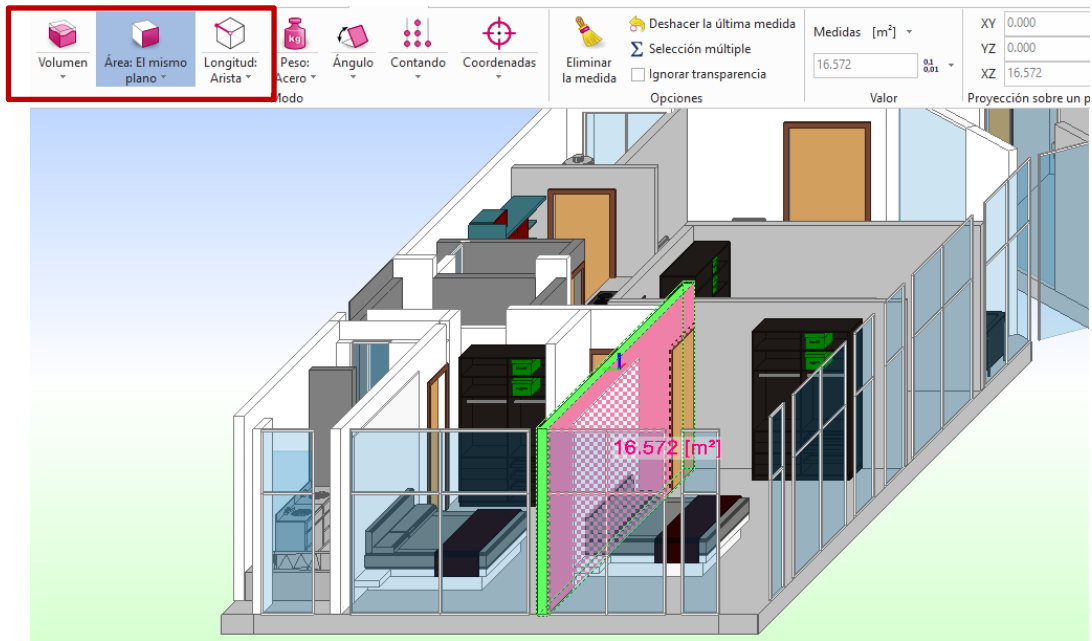 Volumen
Área: El mismo
plano
Longitud:
Arista
kg
Peso:
Acero
Ángulo
Contando
Coordenadas
Modo
Eliminar
la medida
Deshacer la última medida
Σ Selección múltiple
Ignorar transparencia
Opciones
Medidas [m²]
16.572
0,1
0,01
Valor
XY 0.000
YZ 0.000
XZ 16.572
Proyección sobre un p
16.572 [m²]